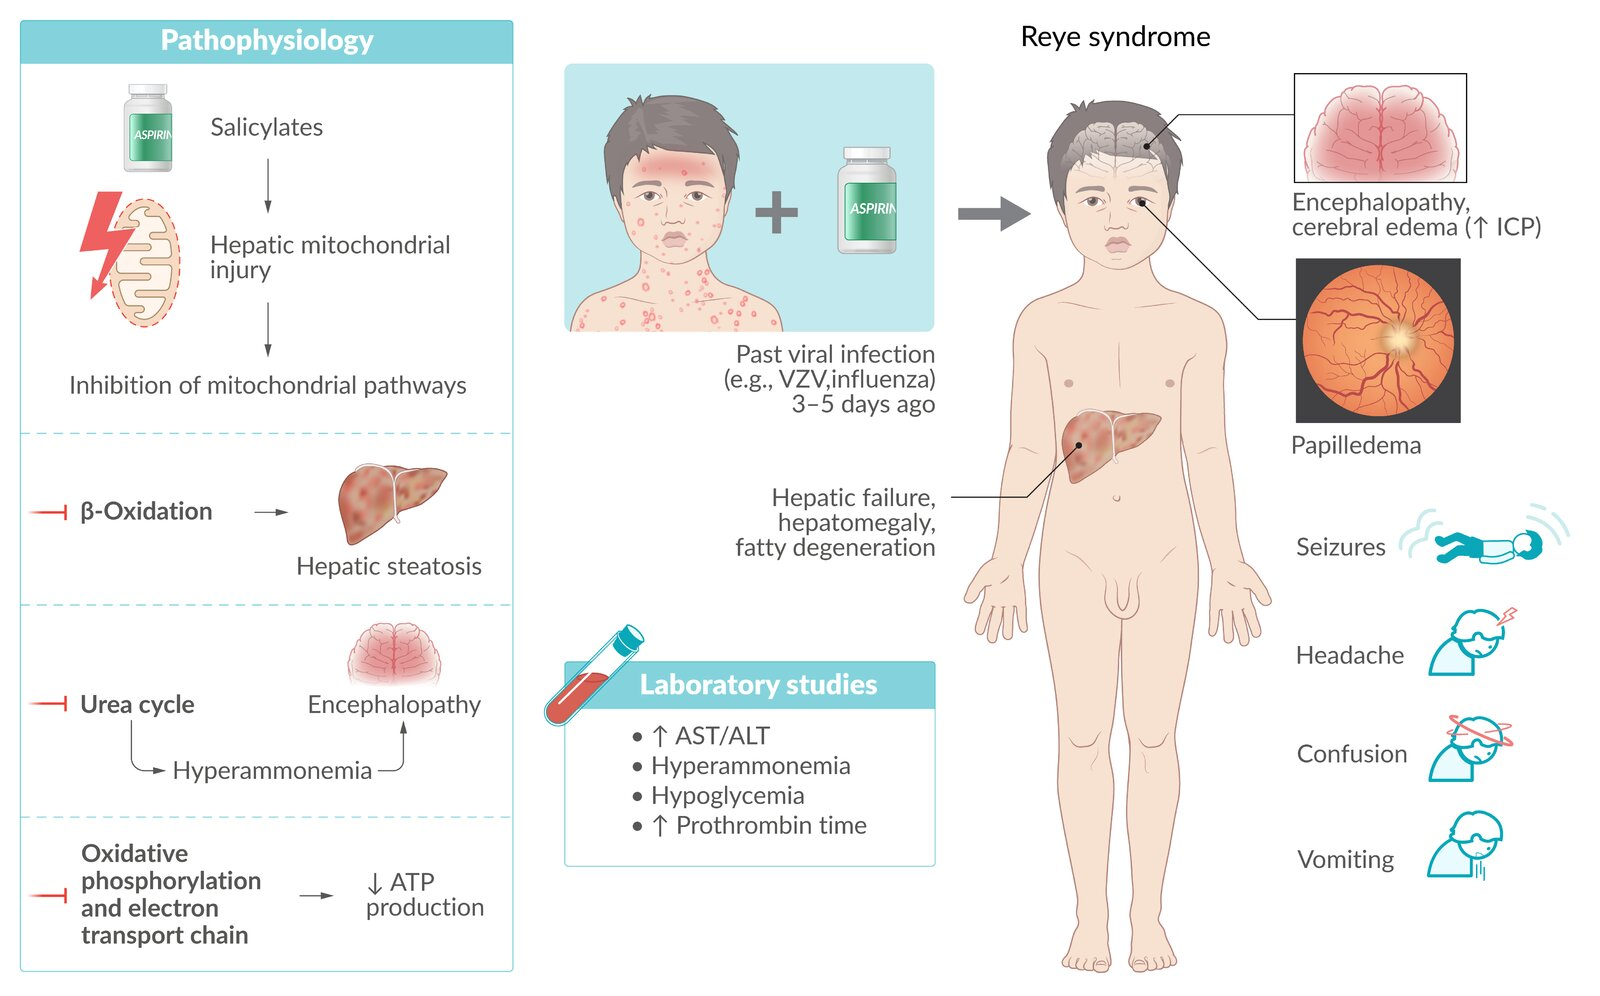 Pathophysiology
ASPIRIN
Salicylates
Hepatic mitochondrial
injury
Inhibition of mitochondrial pathways
β-Oxidation
Hepatic steatosis
Urea cycle
Encephalopathy
Hyperammonemia
Oxidative
phosphorylation
and electron
transport chain
↓ ATP
production
ASPIRIN
Past viral infection
(e.g., VZV,influenza)
3–5 days ago
Reye syndrome
Encephalopathy,
cerebral edema (↑ ICP)
Papilledema
Hepatic failure,
hepatomegaly,
fatty degeneration
Laboratory studies
• ↑ AST/ALT
• Hyperammonemia
• Hypoglycemia
• ↑ Prothrombin time
Seizures
Headache
Confusion
Vomiting